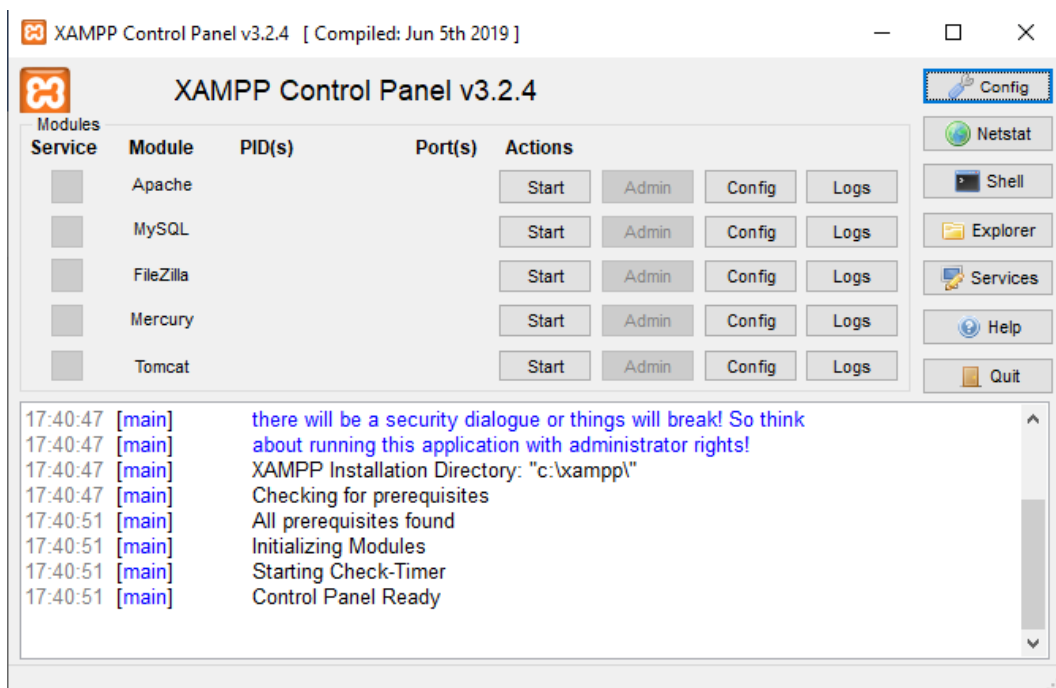 XAMPP Control Panel v3.2.4 [ Compiled: Jun 5th 2019 ]
XAMPP Control Panel v3.2.4
Config
Modules
Netstat
Service Module PID(s) Port(s) Actions
Apache Start Admin Config Logs
Shell
MySQL Start Admin Config Logs
Explorer
FileZilla Start Admin Config Logs
Services
Mercury Start Admin Config Logs
Help
Tomcat Start Admin Config Logs
Quit
17:40:47 [main] there will be a security dialogue or things will break! So think
17:40:47 [main] about running this application with administrator rights!
17:40:47 [main] XAMPP Installation Directory: "c:\xampp\"
17:40:47 [main] Checking for prerequisites
17:40:51 [main] All prerequisites found
17:40:51 [main] Initializing Modules
17:40:51 [main] Starting Check-Timer
17:40:51 [main] Control Panel Ready